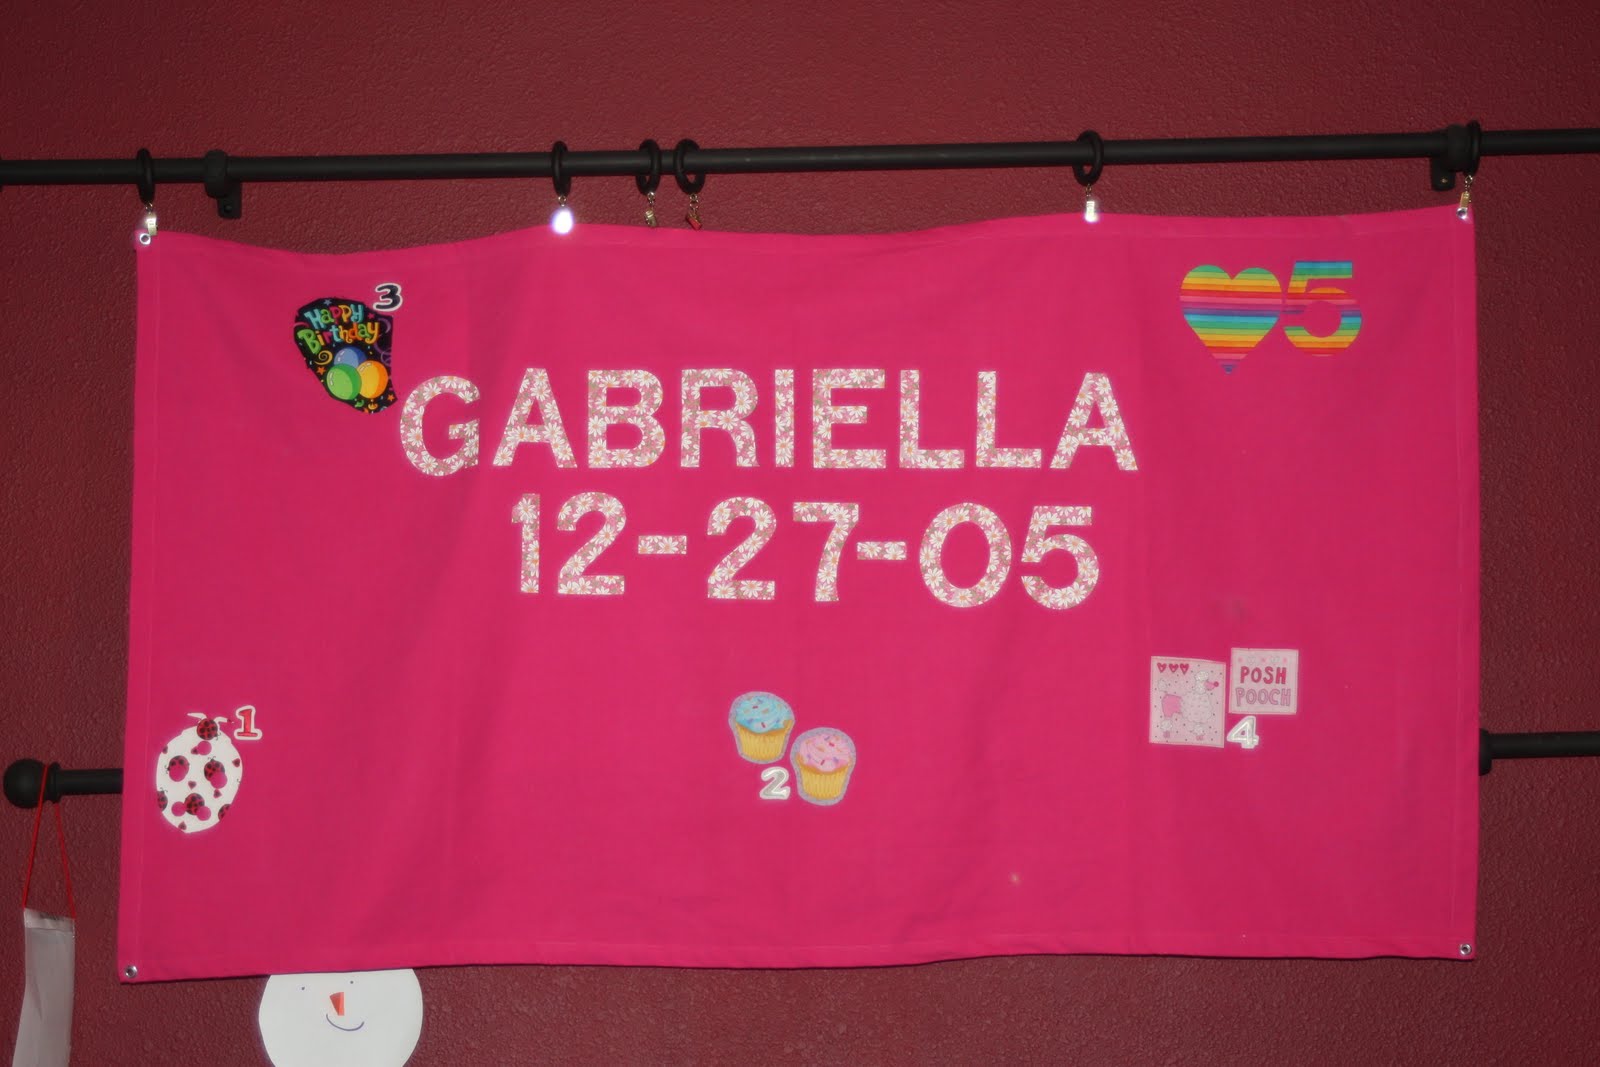 3
Happy
Birthday
5
GABRIELLA
12-27-05
1
2
POSH
POOCH
4